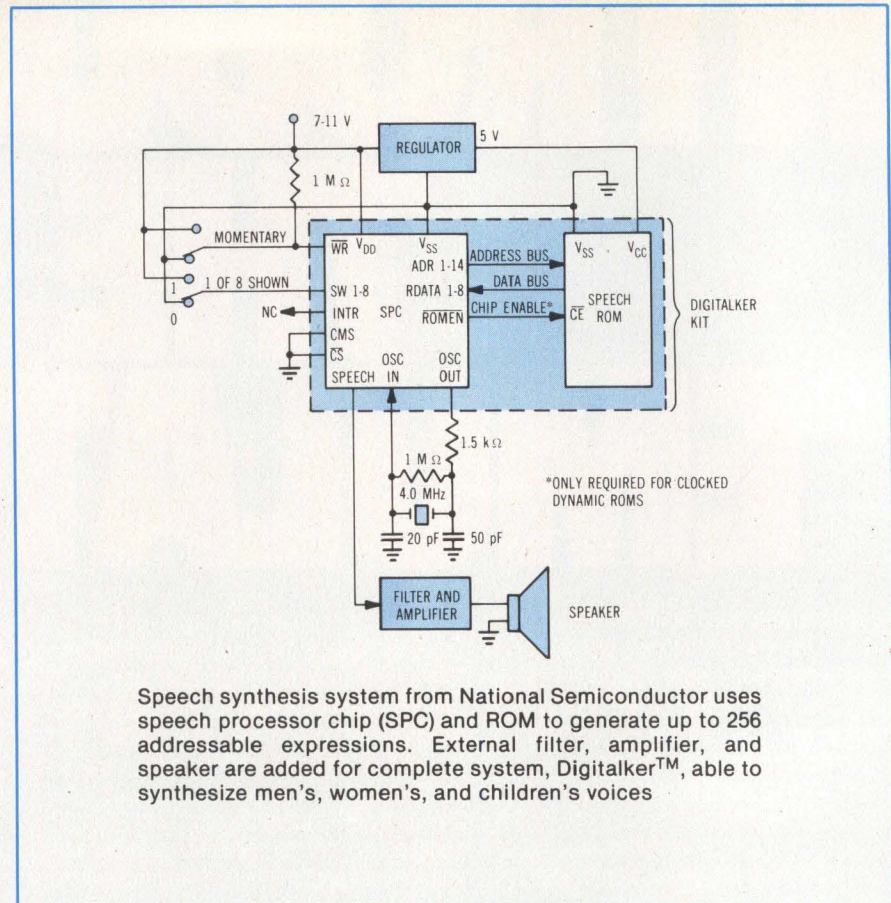 7-11 V
REGULATOR
5 V
1 M Ω
MOMENTARY
WR VDD VSS
VSS VCC
ADR 1-14
ADDRESS BUS
1
1 OF 8 SHOWN
SW 1-8
RDATA 1-8
DATA BUS
SPEECH
ROM
0
NC
INTR
SPC
ROMEN
CHIP ENABLE*
CE
DIGITALKER
KIT
CMS
CS
OSC
IN
OSC
OUT
SPEECH
1.5 k Ω
1 M Ω
4.0 MHz
20 pF
50 pF
*ONLY REQUIRED FOR CLOCKED
DYNAMIC ROMS
FILTER AND
AMPLIFIER
SPEAKER
Speech synthesis system from National Semiconductor uses
speech processor chip (SPC) and ROM to generate up to 256
addressable expressions. External filter, amplifier, and
speaker are added for complete system, Digitalker™, able to
synthesize men's, women's, and children's voices